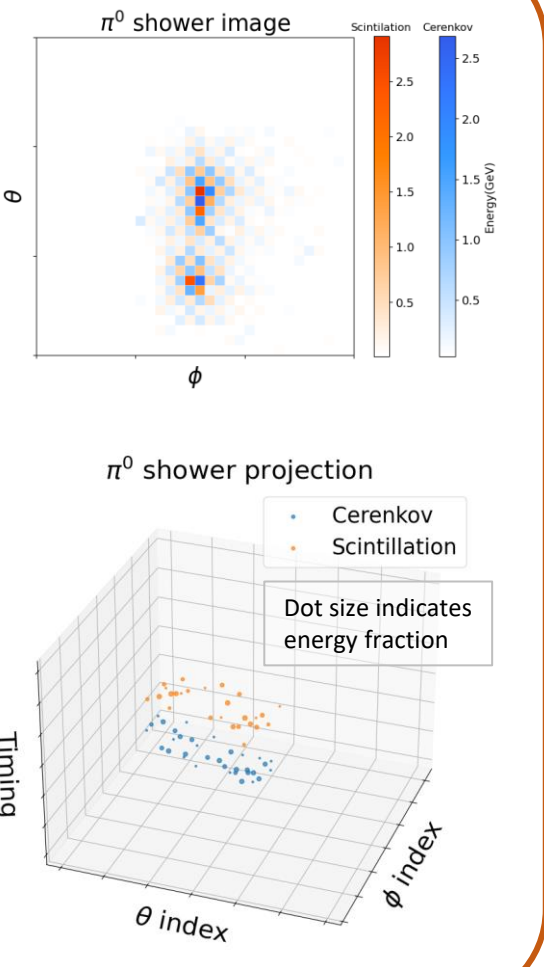 π⁰ shower image
Scintilation Cerenkov
2.5
2.0
1.5
1.0
0.5
2.5
2.0
1.5
1.0
0.5
Energy(GeV)
θ
ϕ
π⁰ shower projection
Cerenkov
Scintillation
Dot size indicates
energy fraction
Timing
θ index
ϕ index